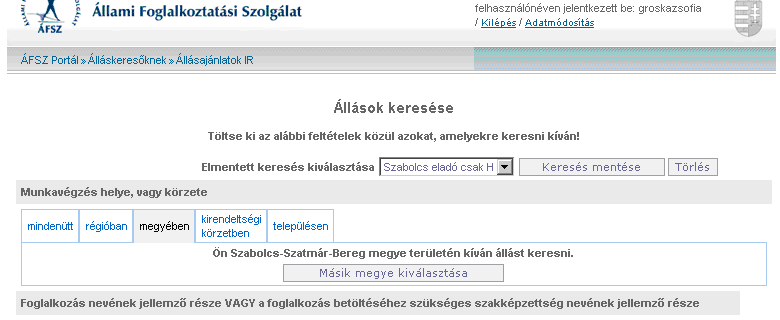 felhasználónéven jelentkezett be: groskazsofia
Állami Foglalkoztatási Szolgálat
/ Kilépés / Adatmódosítás
ÁFSZ
ÁFSZ Portál » Álláskeresőknek » Állásajánlatok IR
Állások keresése
Töltse ki az alábbi feltételek közül azokat, amelyekre keresni kíván!
Elmentett keresés kiválasztása Szabolcs eladó csak H Keresés mentése Törlés
Munkavégzés helye, vagy körzete
mindenütt régióban megyében kirendeltségi körzetben településen
Ön Szabolcs-Szatmár-Bereg megye területén kíván állást keresni.
Másik megye kiválasztása
Foglalkozás nevének jellemző része VAGY a foglalkozás betöltéséhez szükséges szakképzettség nevének jellemző része